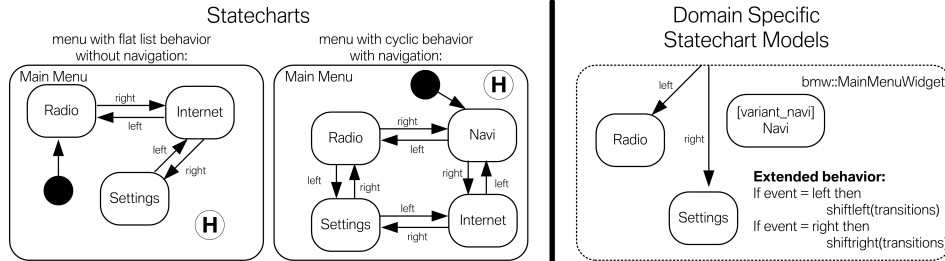 Statecharts
menu with flat list behavior
without navigation:
Main Menu
Radio
right
left
Internet
left
right
Settings
H
menu with cyclic behavior
with navigation:
Main Menu
H
Radio
right
left
Navi
left
right
right
left
Settings
left
right
Internet
Domain Specific
Statechart Models
bmw::MainMenuWidget
left
right
Radio
[variant_navi]
Navi
Settings
Extended behavior:
If event = left then
shiftleft(transitions)
If event = right then
shiftright(transitions)